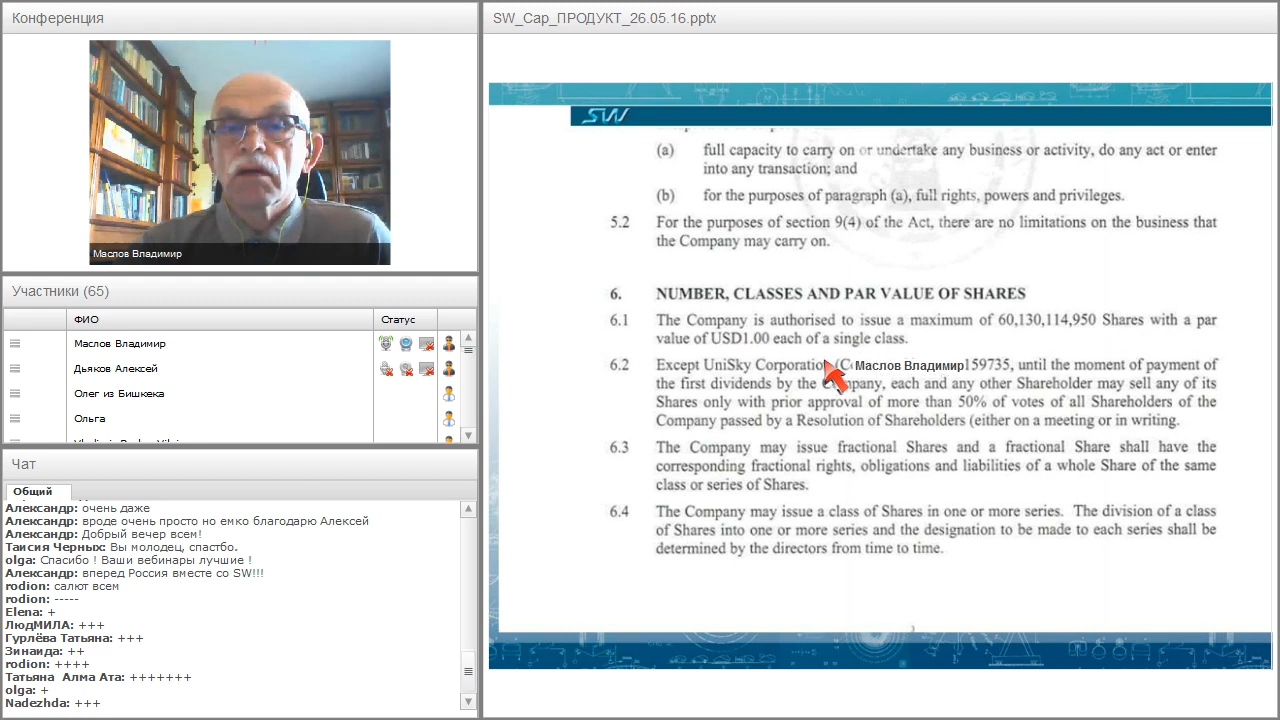 Конференция
Маслов Владимир
Участники (65)
ФИО
Статус
Маслов Владимир
Дьяков Алексей
Олег из Бишкека
Ольга
Чат
Общий
Александр: очень даже
Александр: вроде очень просто но емко благодарю Алексей
Александр: Добрый вечер всем!
Таисия Черных: Вы молодец, спастбо.
olga: Спасибо ! Ваши вебинары лучшие !
Александр: вперед Россия вместе со SW!!!
rodion: салют всем
rodion: -----
Elena: +
ЛюдМИЛА: +++
Гурлёва Татьяна: +++
Зинаида: ++
rodion: ++++
Татьяна Алма Ата: +++++++
olga: +
Nadezhda: +++
SW_Cap_ПРОДУКТ_26.05.16.pptx
SW
(a) full capacity to carry on or undertake any business or activity, do any act or enter
into any transaction; and
(b) for the purposes of paragraph (a), full rights, powers and privileges.
5.2 For the purposes of section 9(4) of the Act, there are no limitations on the business that
the Company may carry on.
6. NUMBER, CLASSES AND PAR VALUE OF SHARES
6.1 The Company is authorised to issue a maximum of 60,130,114,950 Shares with a par
value of USD1.00 each of a single class.
6.2 Except UniSky Corporation (C Маслов Владимир 159735, until the moment of payment of
the first dividends by the Company, each and any other Shareholder may sell any of its
Shares only with prior approval of more than 50% of votes of all Shareholders of the
Company passed by a Resolution of Shareholders (either on a meeting or in writing.
6.3 The Company may issue fractional Shares and a fractional Share shall have the
corresponding fractional rights, obligations and liabilities of a whole Share of the same
class or series of Shares.
6.4 The Company may issue a class of Shares in one or more series. The division of a class
of Shares into one or more series and the designation to be made to each series shall be
determined by the directors from time to time.
3